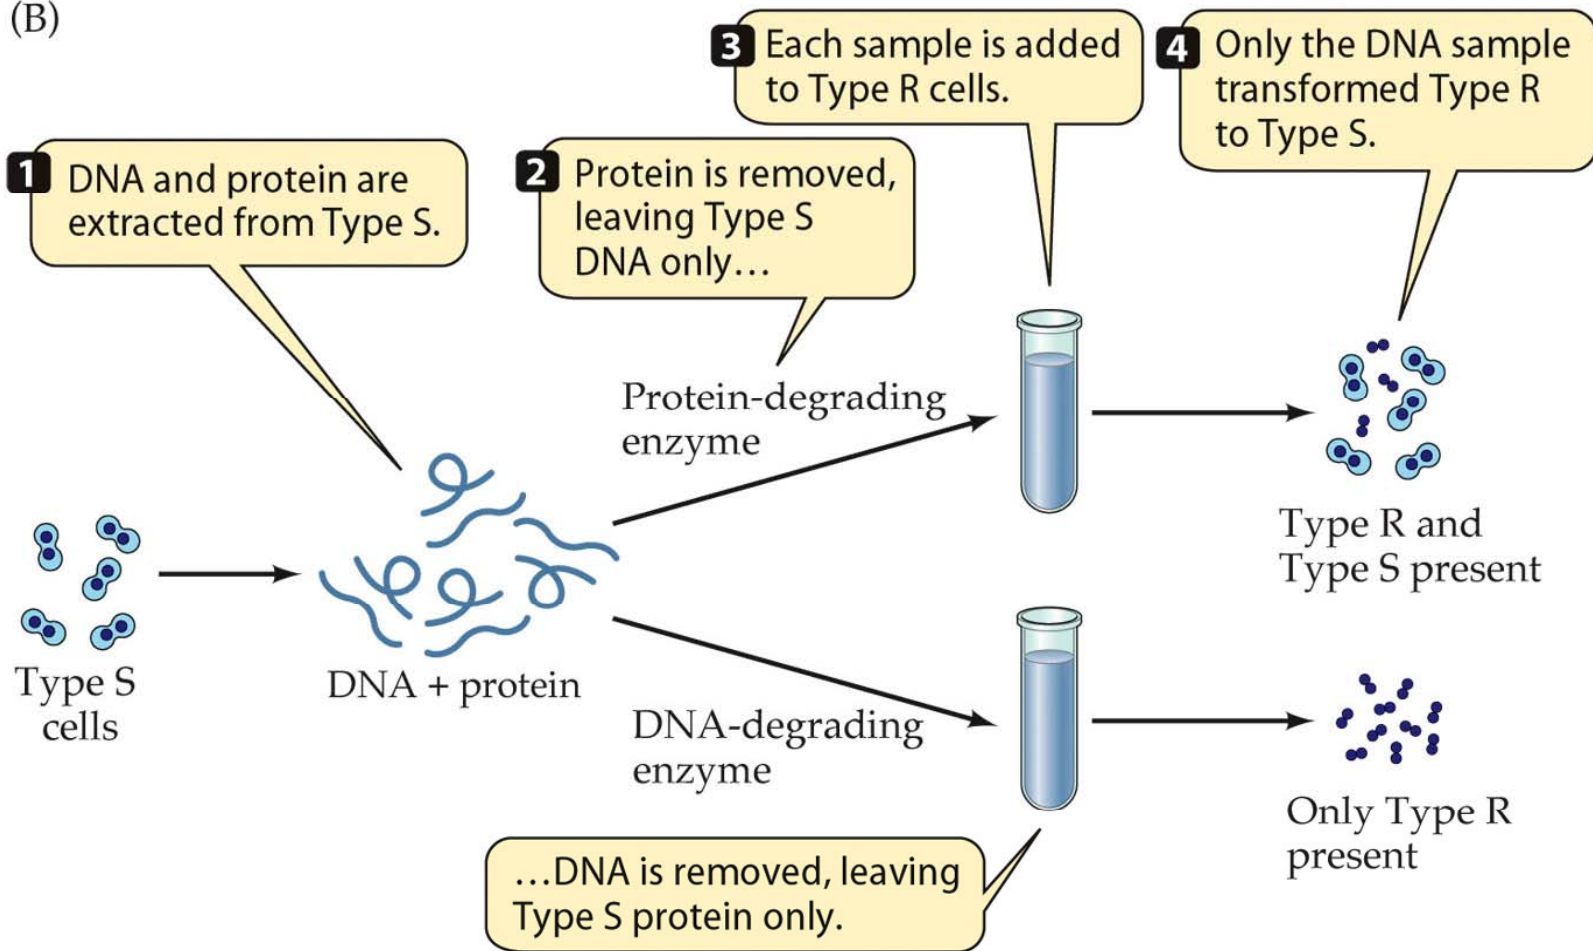 (B)
1 DNA and protein are
extracted from Type S.
2 Protein is removed,
leaving Type S
DNA only…
3 Each sample is added
to Type R cells.
4 Only the DNA sample
transformed Type R
to Type S.
Type S
cells
DNA + protein
Protein-degrading
enzyme
DNA-degrading
enzyme
…DNA is removed, leaving
Type S protein only.
Type R and
Type S present
Only Type R
present